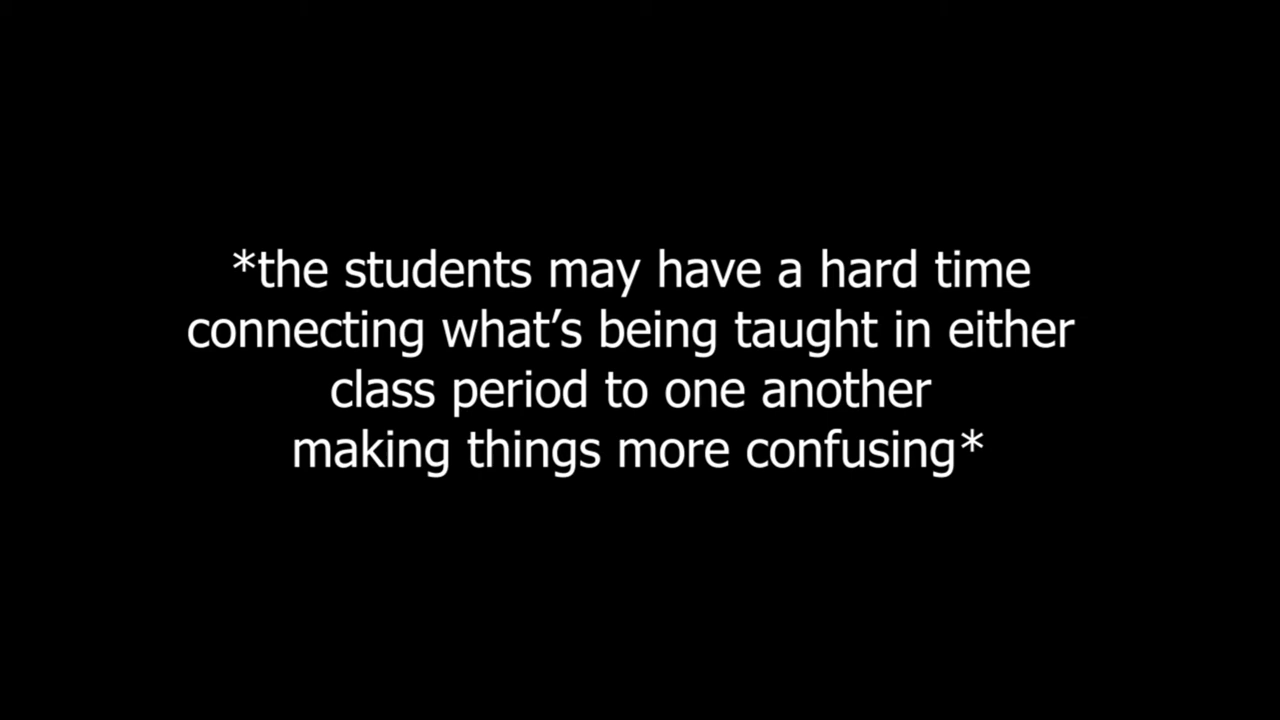 *the students may have a hard time
connecting what’s being taught in either
class period to one another
making things more confusing*